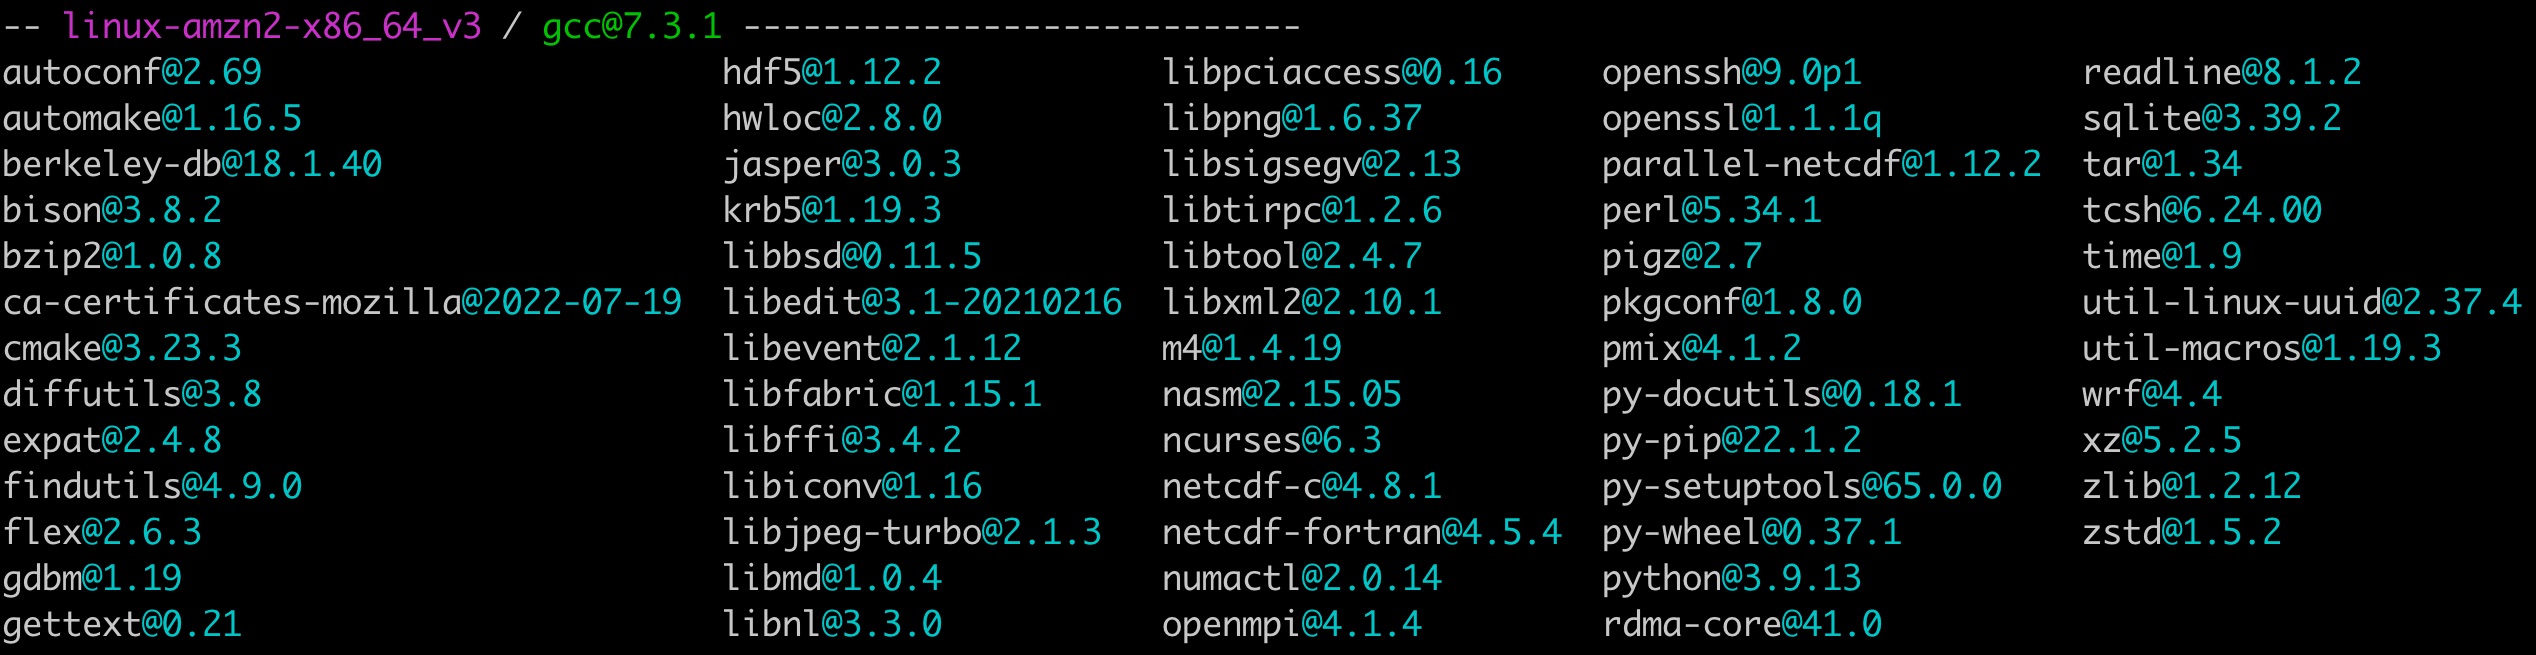 -- linux-amzn2-x86_64_v3 / gcc@7.3.1 ----------------------------
autoconf@2.69 hdf5@1.12.2 libpciaccess@0.16 openssh@9.0p1 readline@8.1.2
automake@1.16.5 hwloc@2.8.0 libpng@1.6.37 openssl@1.1.1q sqlite@3.39.2
berkeley-db@18.1.40 jasper@3.0.3 libsigsegv@2.13 parallel-netcdf@1.12.2 tar@1.34
bison@3.8.2 krb5@1.19.3 libtirpc@1.2.6 perl@5.34.1 tcsh@6.24.00
bzip2@1.0.8 libbsd@0.11.5 libtool@2.4.7 pigz@2.7 time@1.9
ca-certificates-mozilla@2022-07-19 libedit@3.1-20210216 libxml2@2.10.1 pkgconf@1.8.0 util-linux-uuid@2.37.4
cmake@3.23.3 libevent@2.1.12 m4@1.4.19 pmix@4.1.2 util-macros@1.19.3
diffutils@3.8 libfabric@1.15.1 nasm@2.15.05 py-docutils@0.18.1 wrf@4.4
expat@2.4.8 libffi@3.4.2 ncurses@6.3 py-pip@22.1.2 xz@5.2.5
findutils@4.9.0 libiconv@1.16 netcdf-c@4.8.1 py-setuptools@65.0.0 zlib@1.2.12
flex@2.6.3 libjpeg-turbo@2.1.3 netcdf-fortran@4.5.4 py-wheel@0.37.1 zstd@1.5.2
gdbm@1.19 libmd@1.0.4 numactl@2.0.14 python@3.9.13
gettext@0.21 libnl@3.3.0 openmpi@4.1.4 rdma-core@41.0